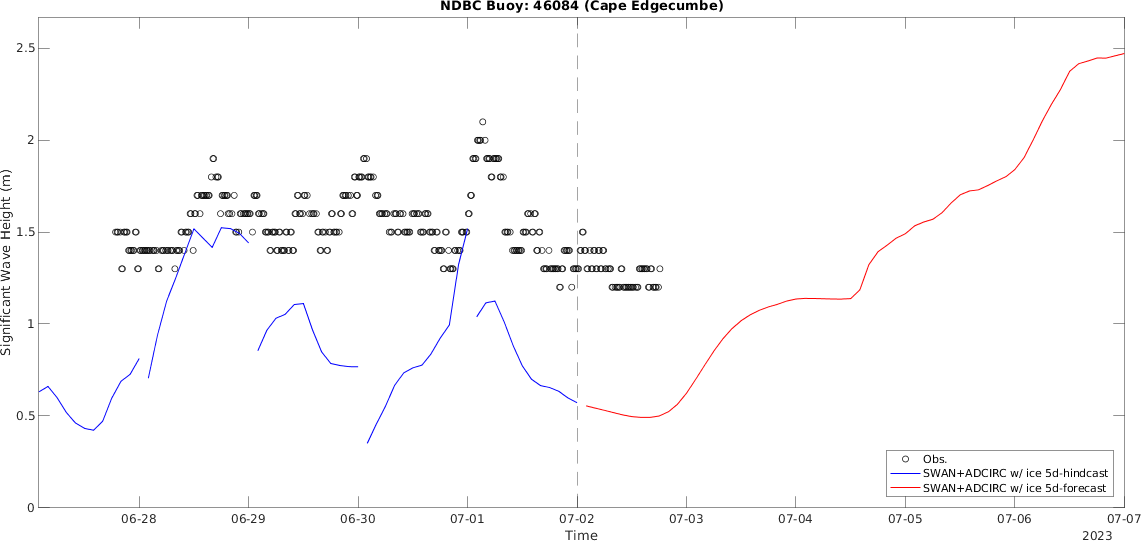 NDBC Buoy: 46084 (Cape Edgecumbe)
Significant Wave Height (m)
2.5
2
1.5
1
0.5
0
Obs.
SWAN+ADCIRC w/ ice 5d-hindcast
SWAN+ADCIRC w/ ice 5d-forecast
06-28 06-29 06-30 07-01 07-02 07-03 07-04 07-05 07-06 07-07
Time
2023